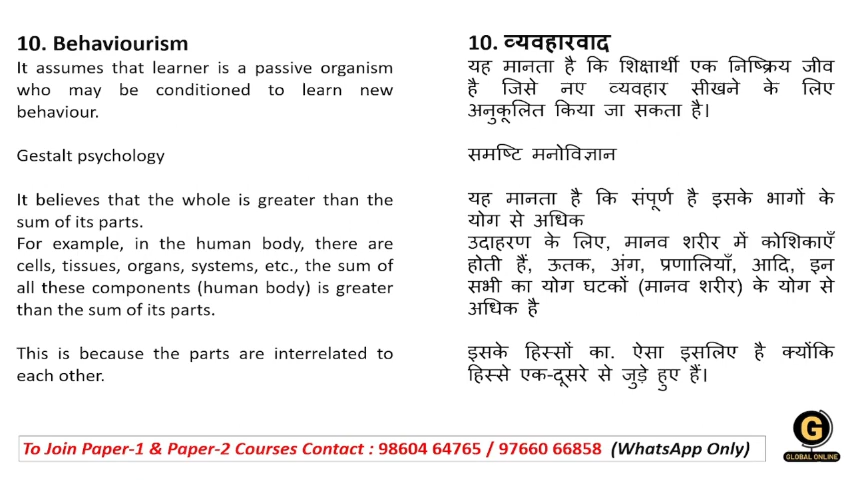 10. Behaviourism
It assumes that learner is a passive organism
who may be conditioned to learn new
behaviour.
Gestalt psychology
It believes that the whole is greater than the
sum of its parts.
For example, in the human body, there are
cells, tissues, organs, systems, etc., the sum of
all these components (human body) is greater
than the sum of its parts.
This is because the parts are interrelated to
each other.
10. व्यवहारवाद
यह मानता है कि शिक्षार्थी एक निष्क्रिय जीव
है जिसे नए व्यवहार सीखने के लिए
अनुकूलित किया जा सकता है।
समष्टि मनोविज्ञान
यह मानता है कि संपूर्ण है इसके भागों के
योग से अधिक
उदाहरण के लिए, मानव शरीर में कोशिकाएँ
होती हैं, ऊतक, अंग, प्रणालियाँ, आदि, इन
सभी का योग घटकों (मानव शरीर) के योग से
अधिक है
इसके हिस्सों का. ऐसा इसलिए है क्योंकि
हिस्से एक-दूसरे से जुड़े हुए हैं।
To Join Paper-1 & Paper-2 Courses Contact : 98604 64765 / 97660 66858 (WhatsApp Only)
G
GLOBAL ONLINE